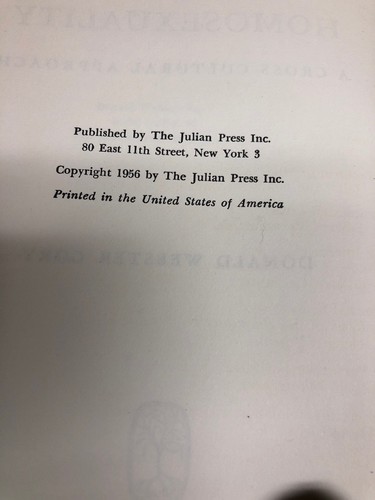 Published by The Julian Press Inc.
80 East 11th Street, New York 3
Copyright 1956 by The Julian Press Inc.
Printed in the United States of America